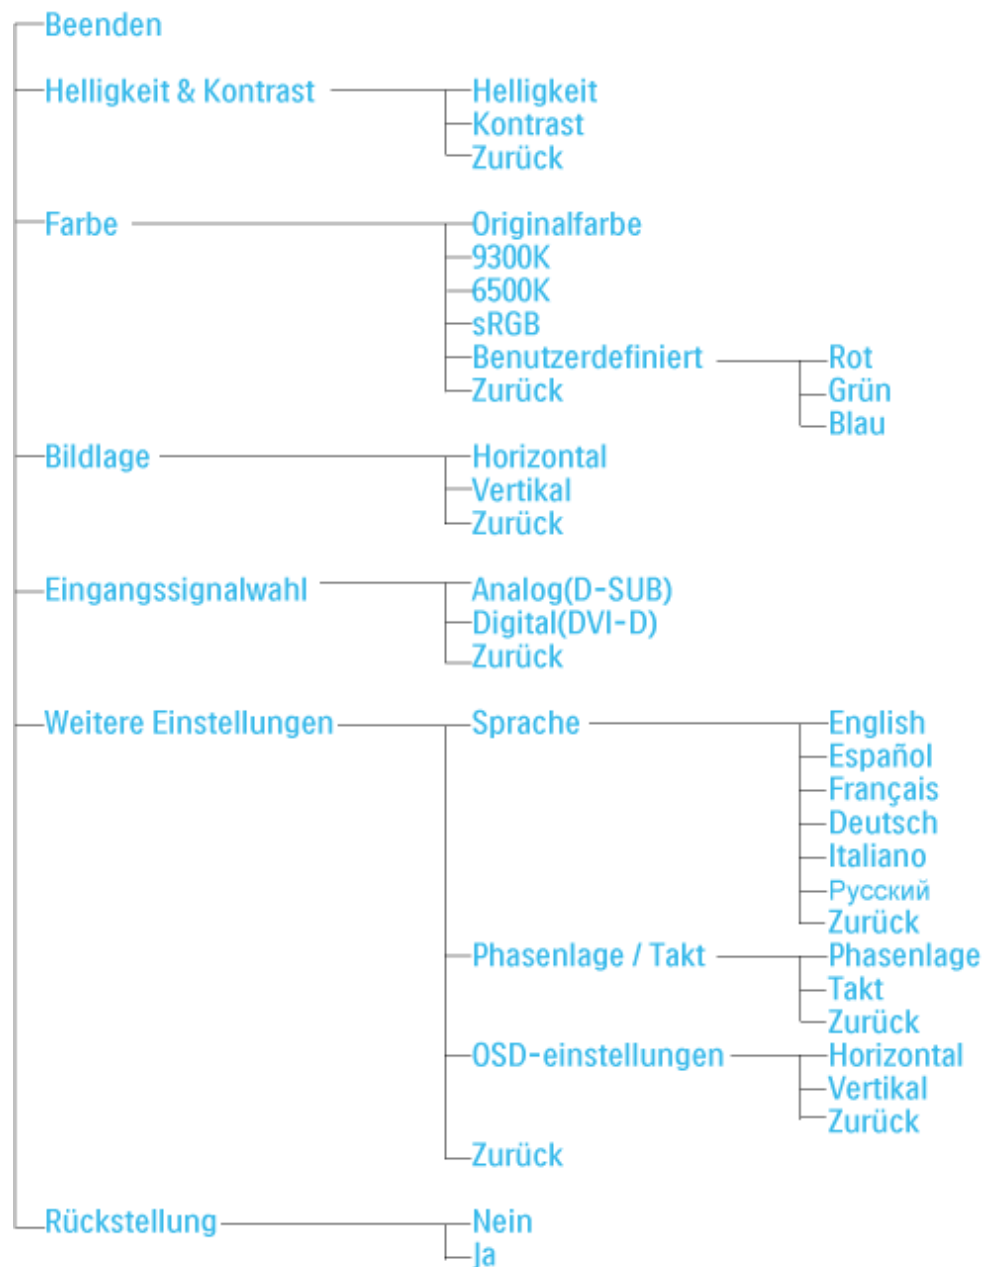 Beenden
Helligkeit & Kontrast
Helligkeit
Kontrast
Zurück
Farbe
Originalfarbe
9300K
6500K
sRGB
Benutzerdefiniert
Rot
Grün
Blau
Zurück
Bildlage
Horizontal
Vertikal
Zurück
Eingangssignalwahl
Analog(D-SUB)
Digital(DVI-D)
Zurück
Weitere Einstellungen
Sprache
English
Español
Français
Deutsch
Italiano
Русский
Zurück
Phasenlage / Takt
Phasenlage
Takt
Zurück
OSD-einstellungen
Horizontal
Vertikal
Zurück
Zurück
Rückstellung
Nein
Ja